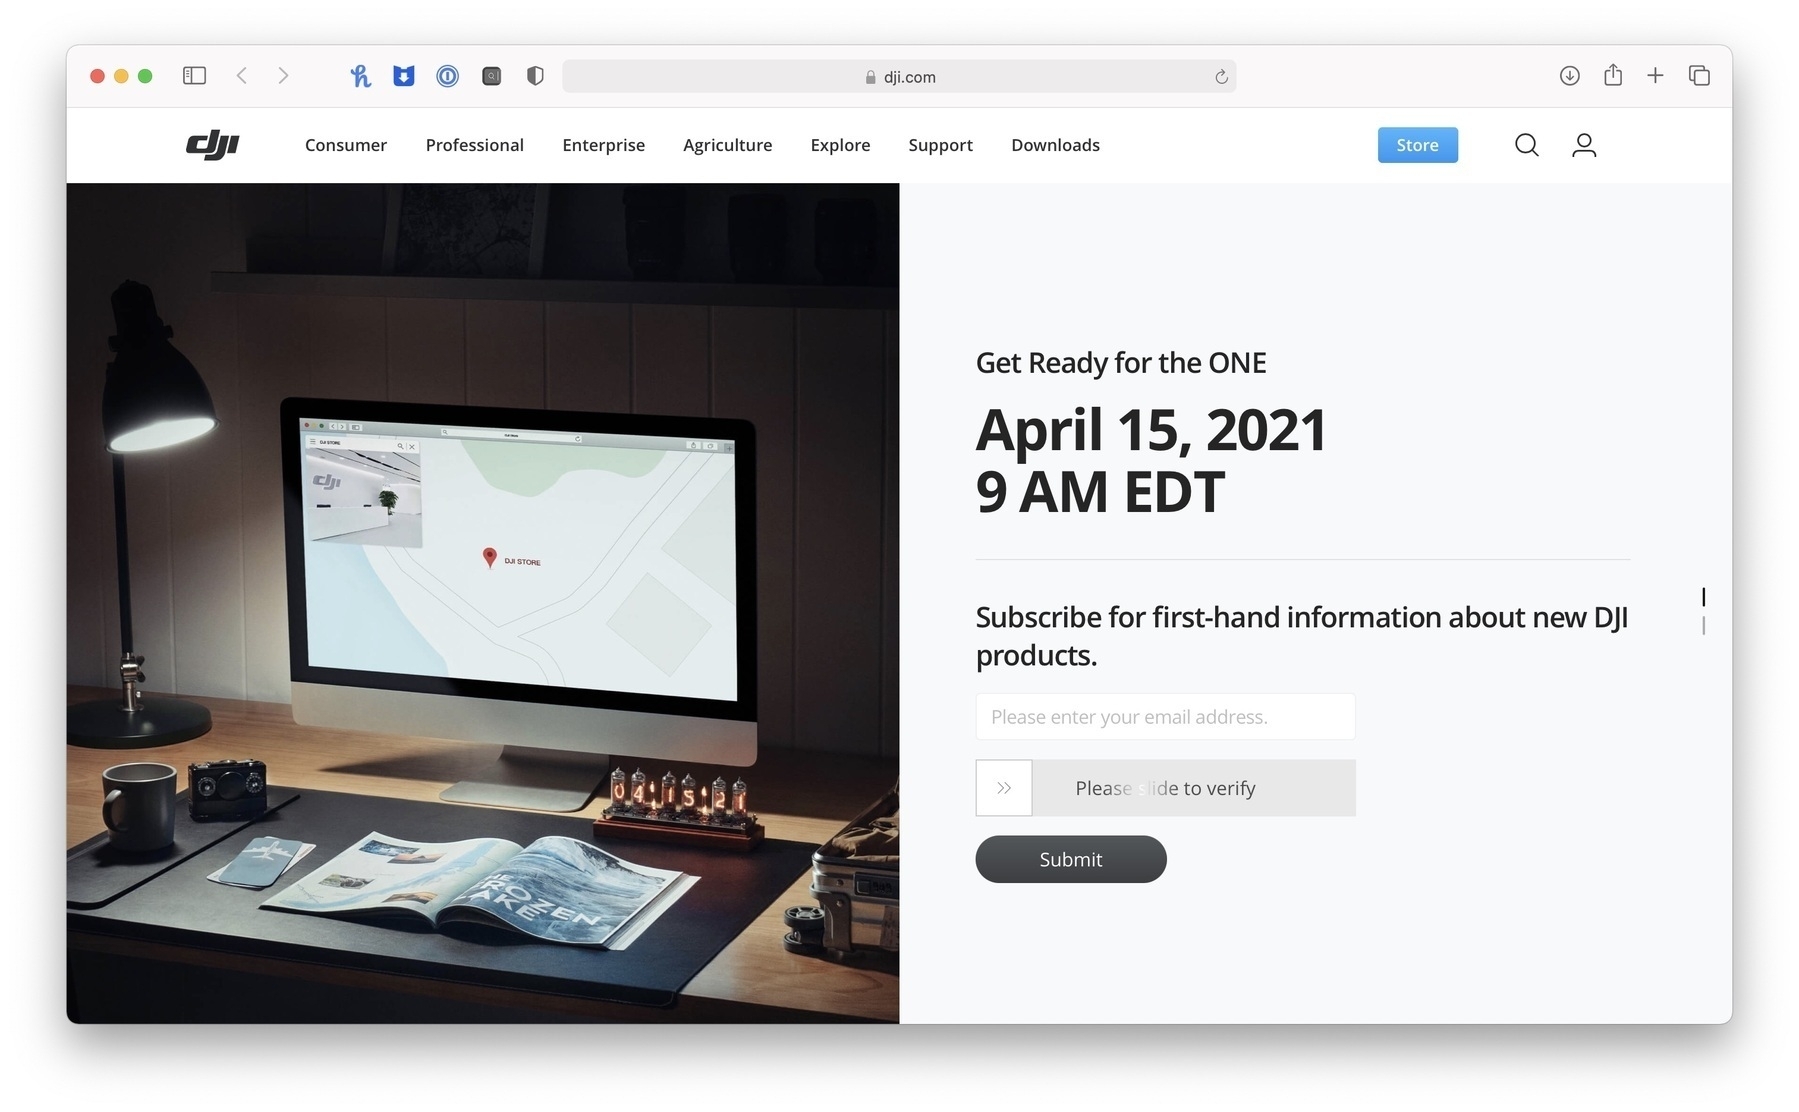 dji.com
dji
Consumer
Professional
Enterprise
Agriculture
Explore
Support
Downloads
Store
DJI STORE
dji
DJI STORE
04:15:21
THE
FROZEN
LAKE
Get Ready for the ONE
April 15, 2021
9 AM EDT
Subscribe for first-hand information about new DJI
products.
Please enter your email address.
Please slide to verify
Submit